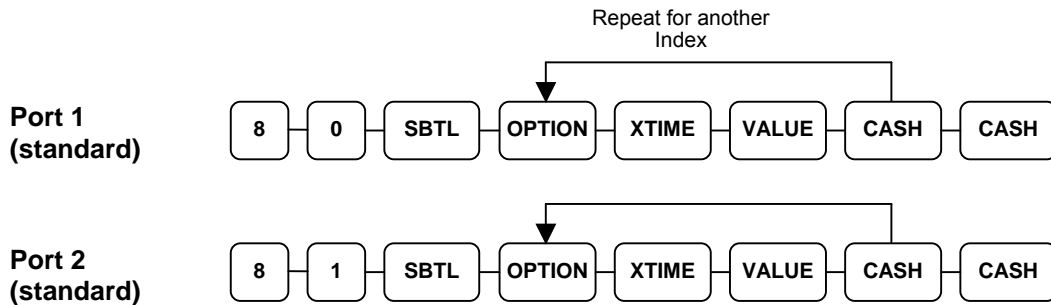 Repeat for another
Index
Port 1
(standard)
8 0 SBTL OPTION XTIME VALUE CASH CASH
Port 2
(standard)
8 1 SBTL OPTION XTIME VALUE CASH CASH